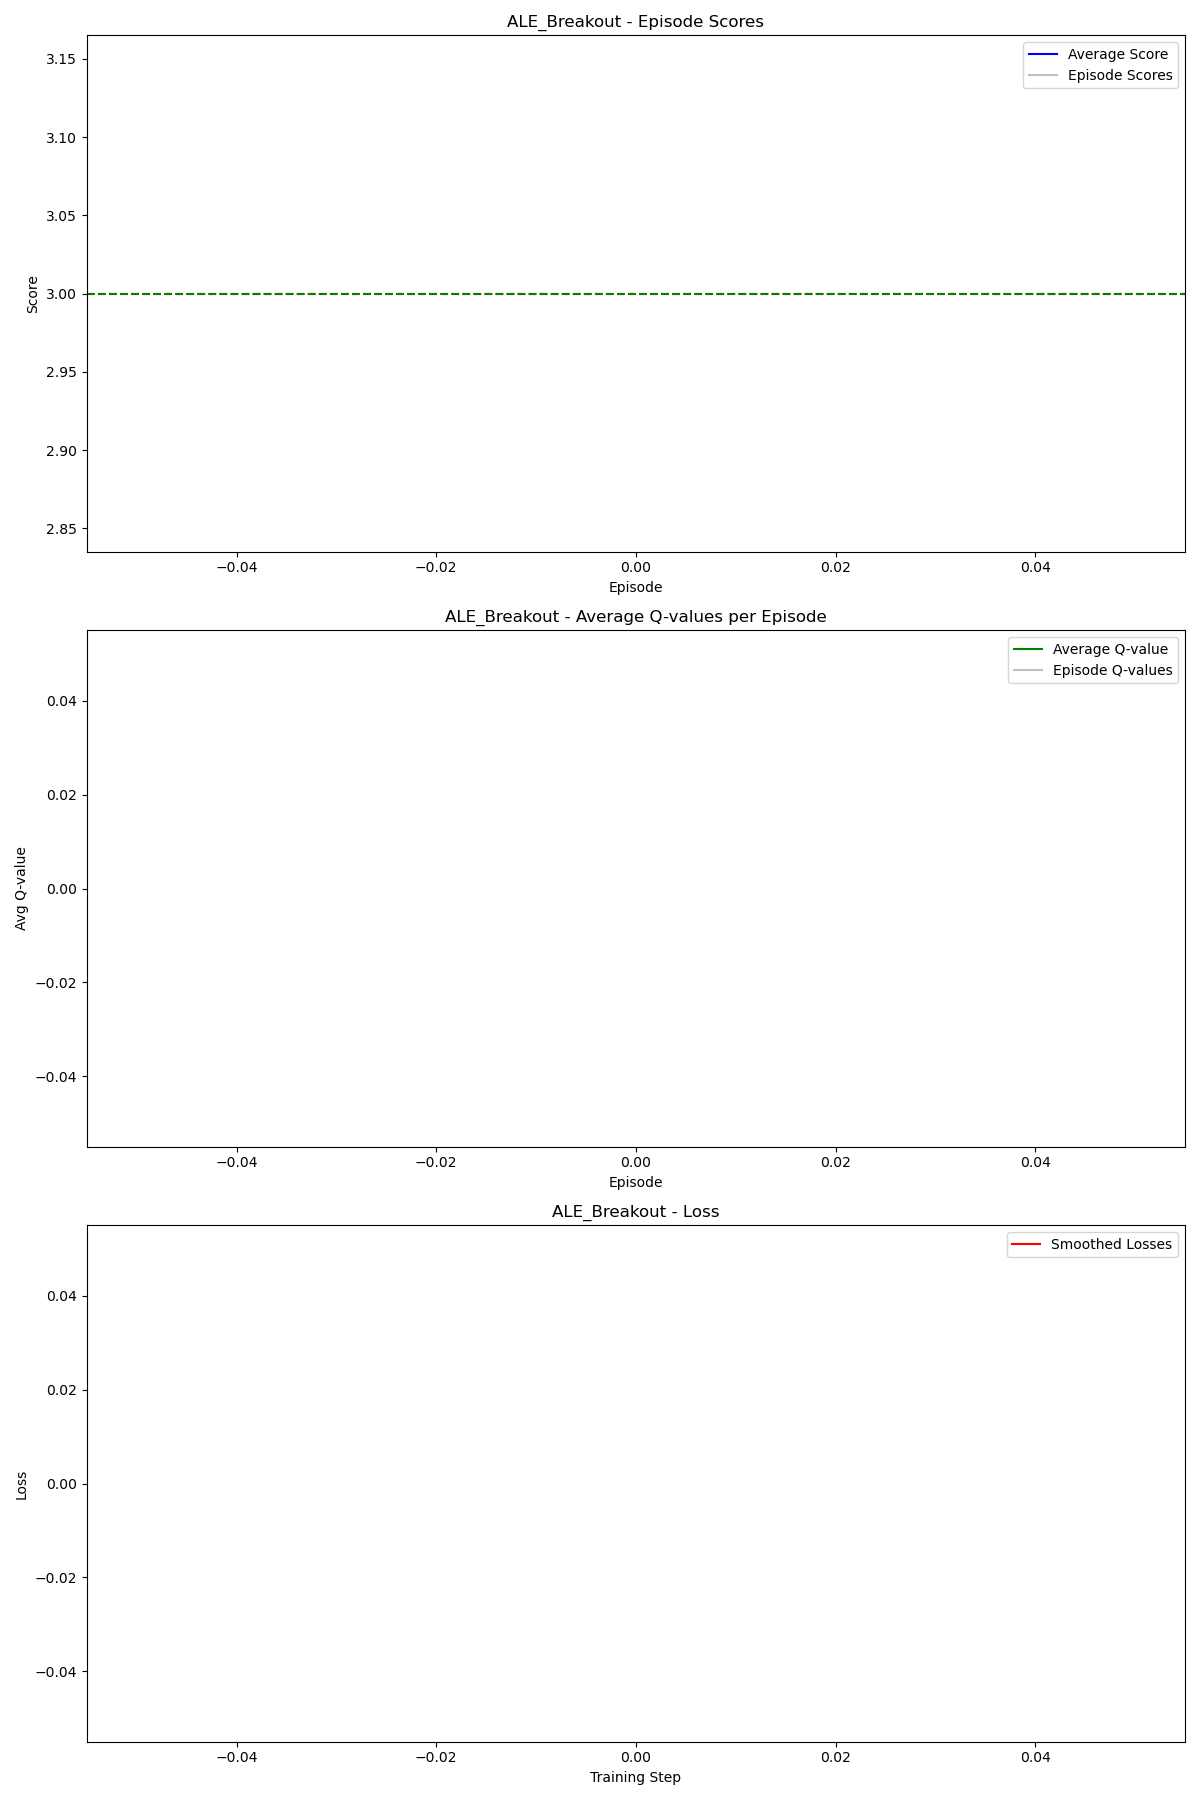 ALE_Breakout - Episode Scores
Average Score
Episode Scores
3.15
3.10
3.05
3.00
2.95
2.90
2.85
Score
−0.04
−0.02
0.00
0.02
0.04
Episode
ALE_Breakout - Average Q-values per Episode
Average Q-value
Episode Q-values
0.04
0.02
0.00
−0.02
−0.04
Avg Q-value
−0.04
−0.02
0.00
0.02
0.04
Episode
ALE_Breakout - Loss
Smoothed Losses
0.04
0.02
0.00
−0.02
−0.04
Loss
−0.04
−0.02
0.00
0.02
0.04
Training Step